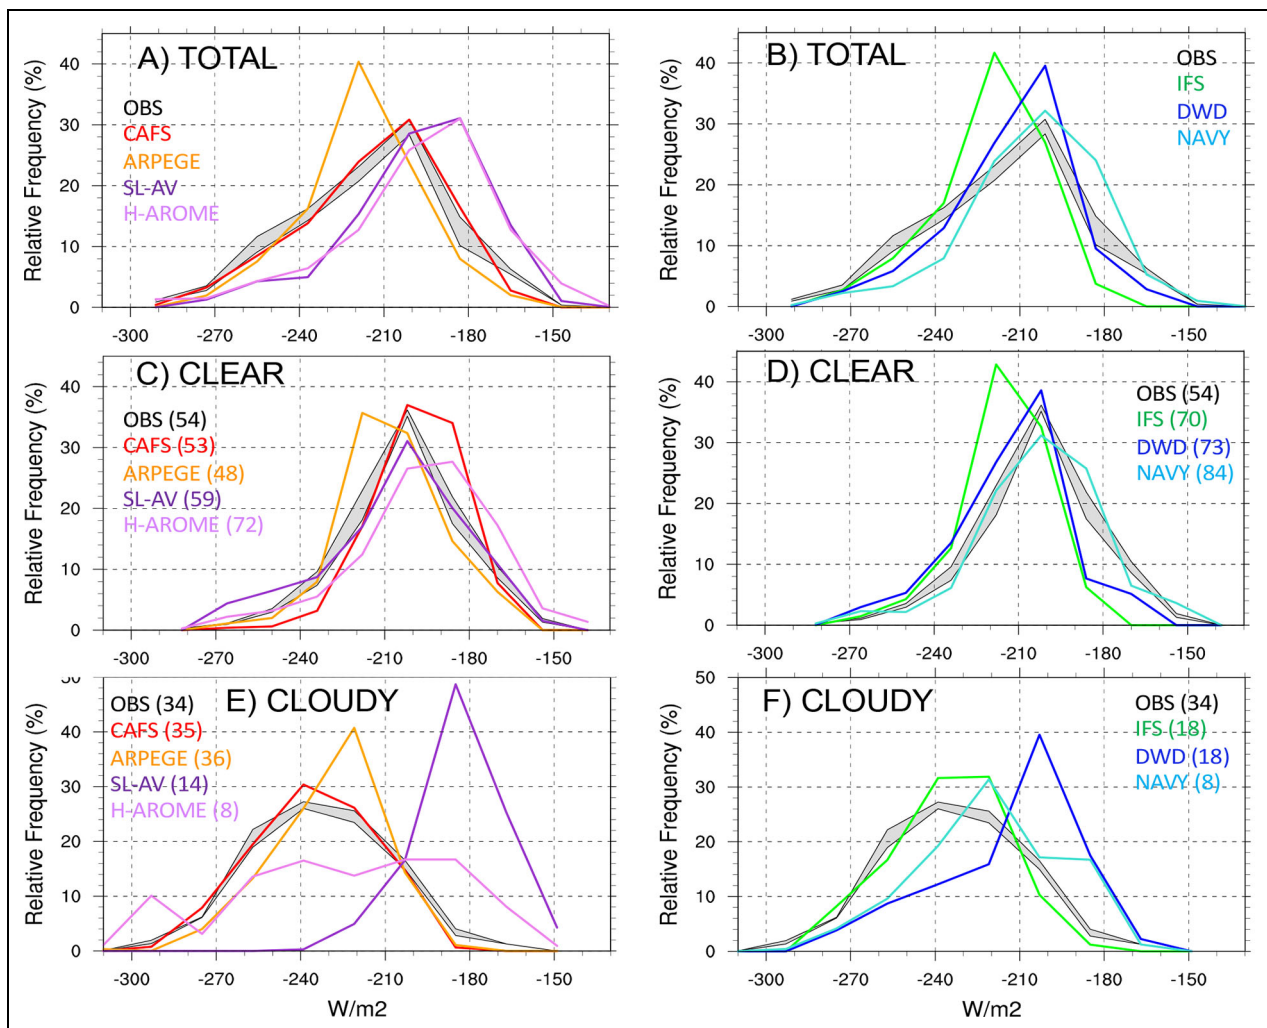 A) TOTAL
Relative Frequency (%)
40
30
20
10
0
OBS
CAFS
ARPEGE
SL-AV
H-AROME
-300
-270
-240
-210
-180
-150
B) TOTAL
Relative Frequency (%)
40
30
20
10
0
OBS
IFS
DWD
NAVY
-300
-270
-240
-210
-180
-150
C) CLEAR
Relative Frequency (%)
40
30
20
10
0
OBS (54)
CAFS (53)
ARPEGE (48)
SL-AV (59)
H-AROME (72)
-300
-270
-240
-210
-180
-150
D) CLEAR
Relative Frequency (%)
40
30
20
10
0
OBS (54)
IFS (70)
DWD (73)
NAVY (84)
-300
-270
-240
-210
-180
-150
E) CLOUDY
Relative Frequency (%)
50
40
30
20
10
0
OBS (34)
CAFS (35)
ARPEGE (36)
SL-AV (14)
H-AROME (8)
-300
-270
-240
-210
-180
-150
W/m2
F) CLOUDY
Relative Frequency (%)
50
40
30
20
10
0
OBS (34)
IFS (18)
DWD (18)
NAVY (8)
-300
-270
-240
-210
-180
-150
W/m2